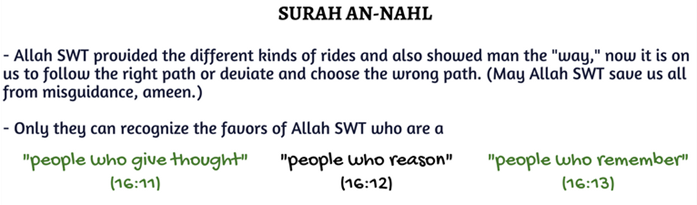 SURAH AN-NAHL
- Allah SWT provided the different kinds of rides and also showed man the "way," now it is on
us to follow the right path or deviate and choose the wrong path. (May Allah SWT save us all
from misguidance, ameen.)
- Only they can recognize the favors of Allah SWT who are a
"people who give thought" "people who reason" "people who remember"
(16:11) (16:12) (16:13)